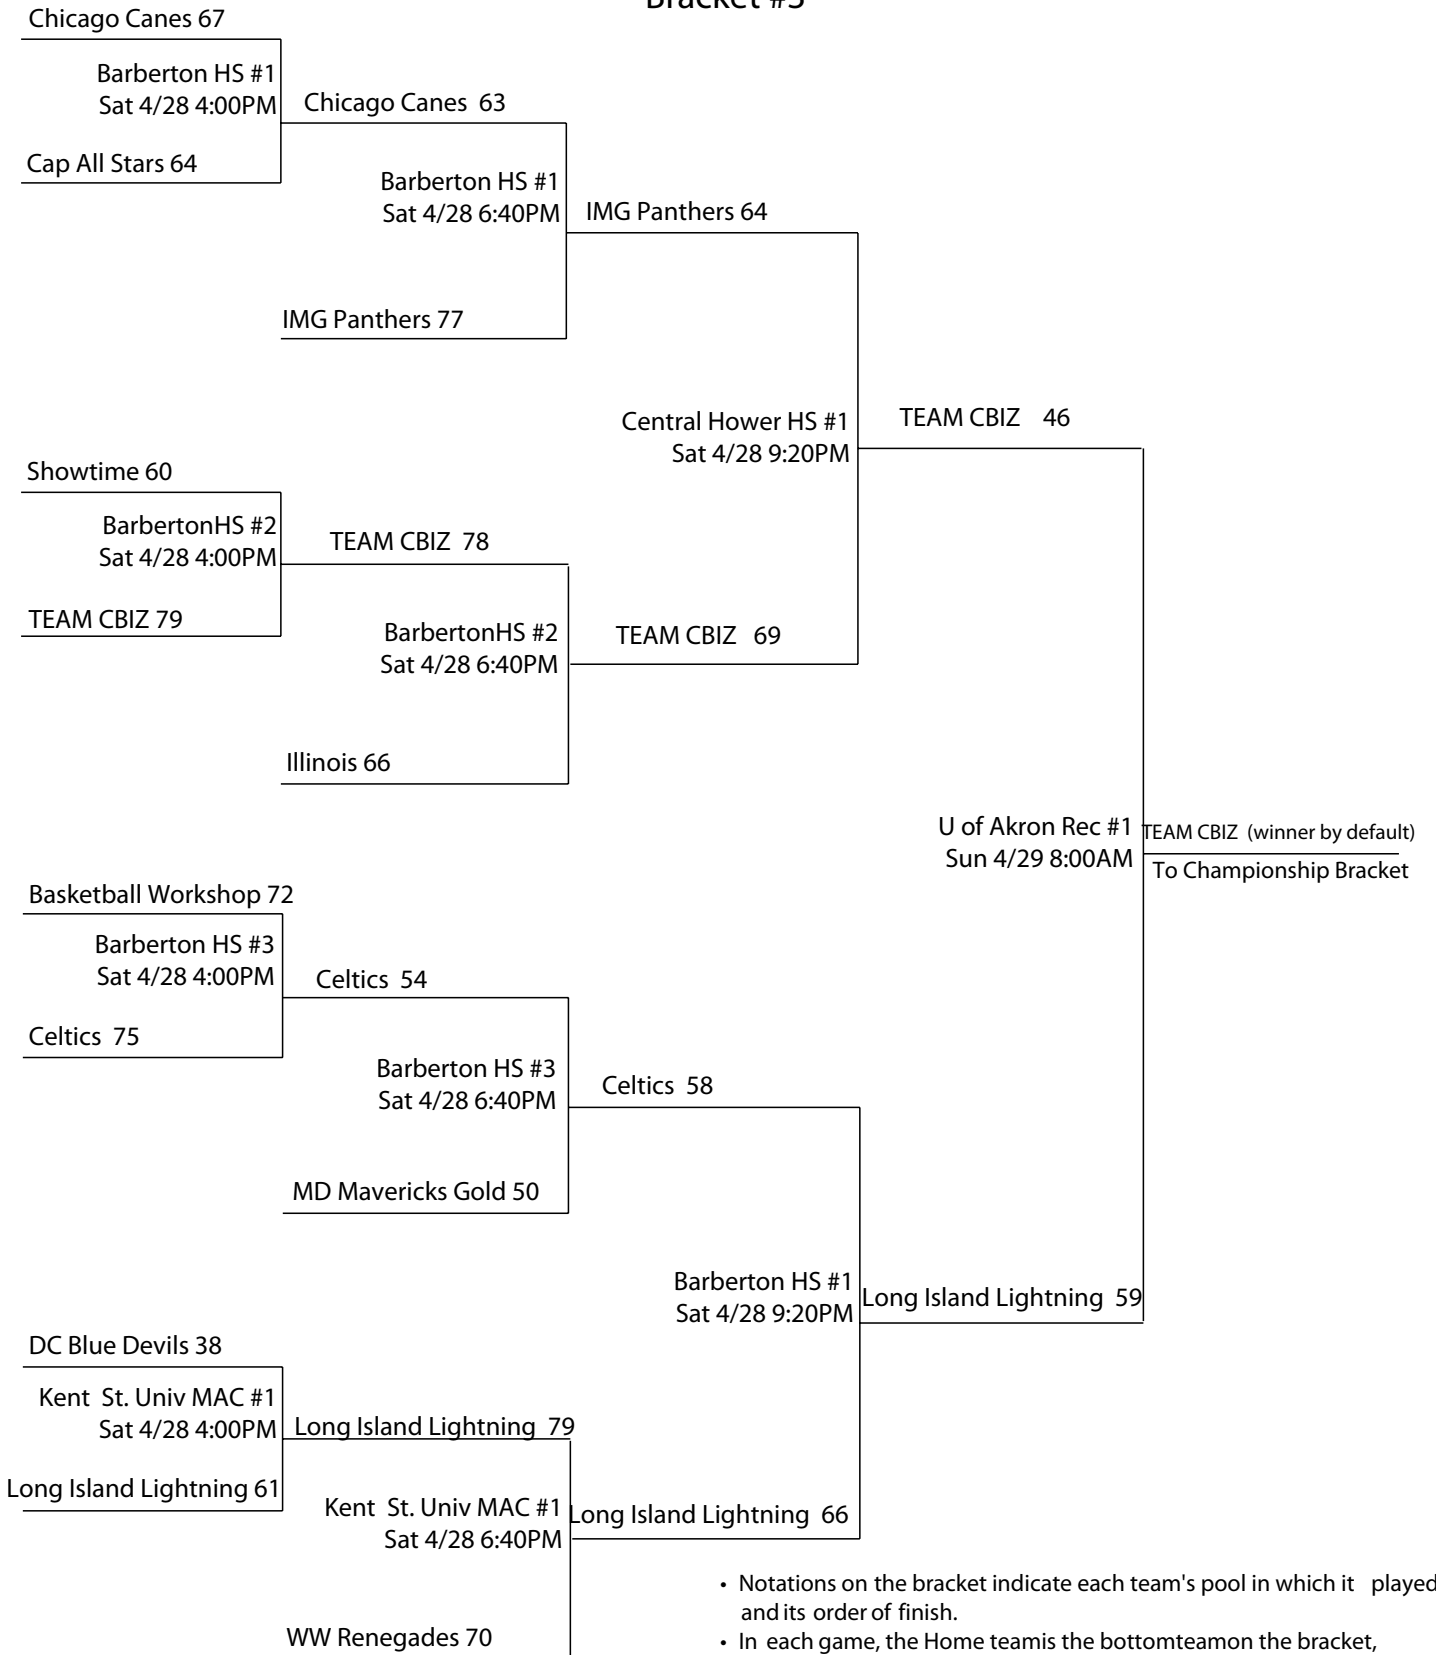 Bracket #3
Chicago Canes 67
Barberton HS #1
Sat 4/28 4:00PM
Cap All Stars 64
Chicago Canes 63
Barberton HS #1
Sat 4/28 6:40PM
IMG Panthers 77
IMG Panthers 64
Central Hower HS #1
Sat 4/28 9:20PM
Showtime 60
BarbertonHS #2
Sat 4/28 4:00PM
TEAM CBIZ 79
TEAM CBIZ 78
BarbertonHS #2
Sat 4/28 6:40PM
Illinois 66
TEAM CBIZ 69
TEAM CBIZ 46
U of Akron Rec #1
Sun 4/29 8:00AM
TEAM CBIZ (winner by default)
To Championship Bracket
Basketball Workshop 72
Barberton HS #3
Sat 4/28 4:00PM
Celtics 75
Celtics 54
Barberton HS #3
Sat 4/28 6:40PM
MD Mavericks Gold 50
Celtics 58
Barberton HS #1
Sat 4/28 9:20PM
Long Island Lightning 59
DC Blue Devils 38
Kent St. Univ MAC #1
Sat 4/28 4:00PM
Long Island Lightning 61
Long Island Lightning 79
Kent St. Univ MAC #1
Sat 4/28 6:40PM
WW Renegades 70
Long Island Lightning 66
• Notations on the bracket indicate each team's pool in which it played
and its order of finish.
• In each game, the Home teamis the bottomteamon the bracket,